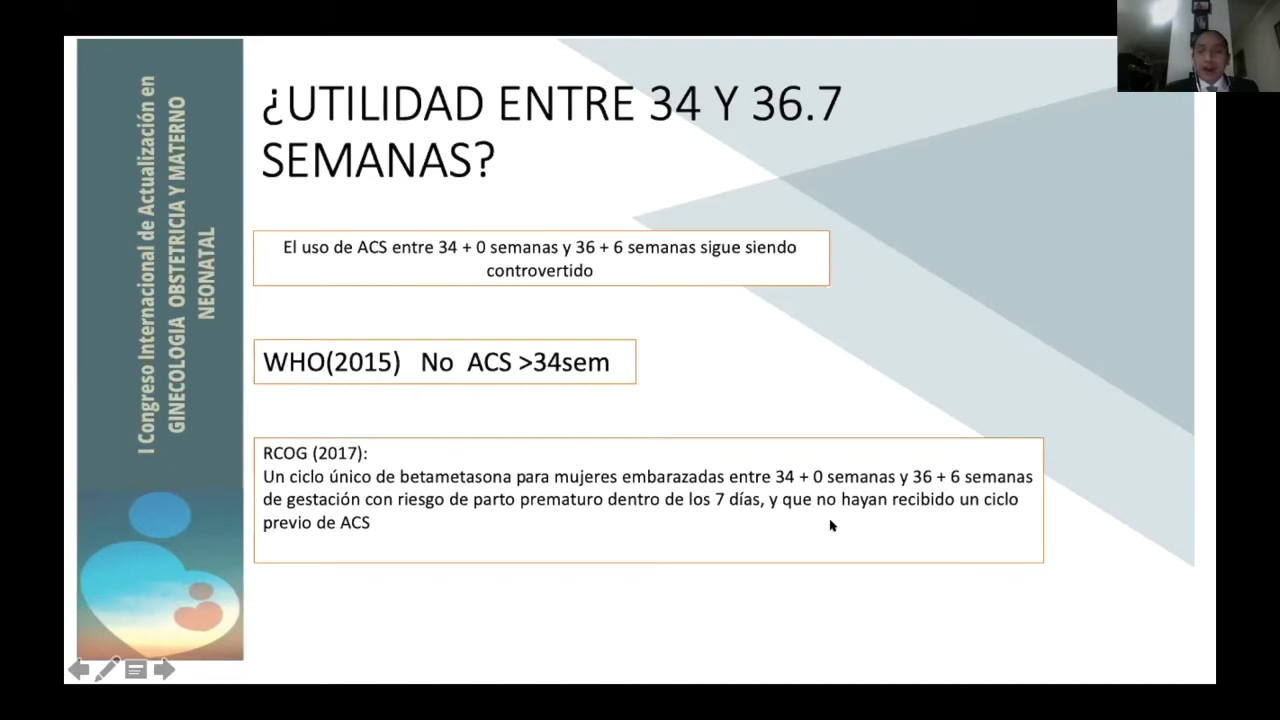 I Congreso Internacional de Actualización en
GINECOLOGIA OBSTETRICIA Y MATERNO
NEONATAL
¿UTILIDAD ENTRE 34 Y 36.7
SEMANAS?
El uso de ACS entre 34 + 0 semanas y 36 + 6 semanas sigue siendo
controvertido
WHO(2015) No ACS >34sem
RCOG (2017):
Un ciclo único de betametasona para mujeres embarazadas entre 34 + 0 semanas y 36 + 6 semanas
de gestación con riesgo de parto prematuro dentro de los 7 días, y que no hayan recibido un ciclo
previo de ACS